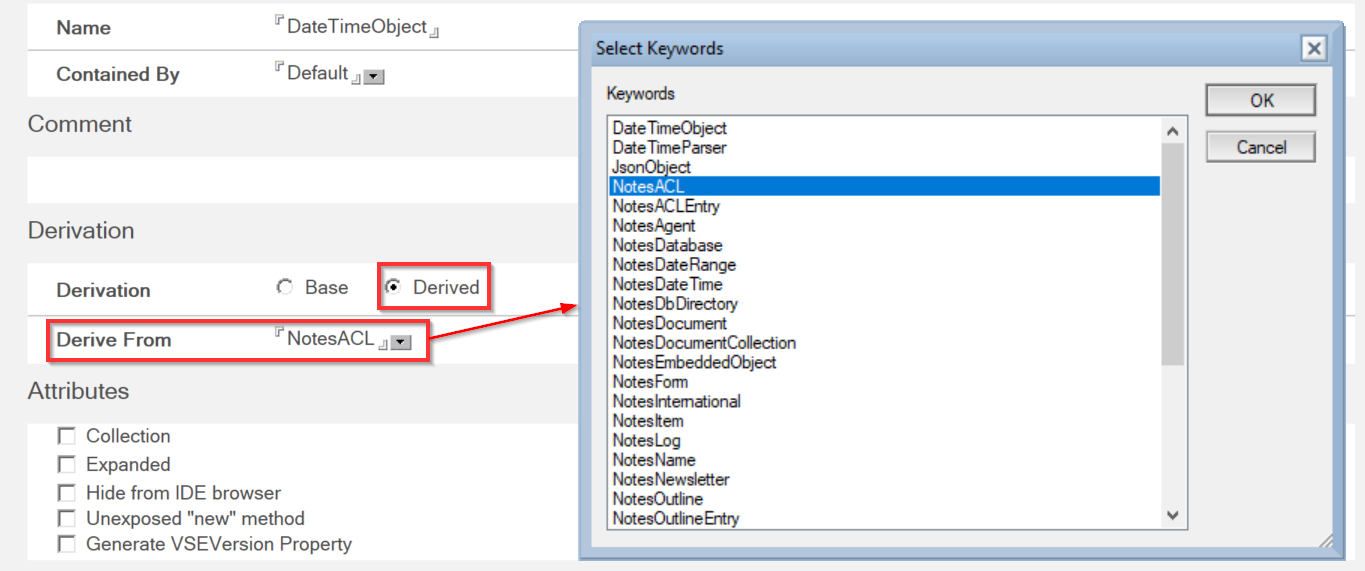 Name DateTimeObject
Contained By Default
Comment
Derivation
Derivation Base Derived
Derive From NotesACL
Attributes
Collection
Expanded
Hide from IDE browser
Unexposed "new" method
Generate VSEVersion Property
Select Keywords
Keywords
OK
Cancel
DateTimeObject
DateTimeParser
JsonObject
NotesACL
NotesACLEntry
NotesAgent
NotesDatabase
NotesDateRange
NotesDateTime
NotesDbDirectory
NotesDocument
NotesDocumentCollection
NotesEmbeddedObject
NotesForm
NotesInternational
NotesItem
NotesLog
NotesName
NotesNewsletter
NotesOutline
NotesOutlineEntry